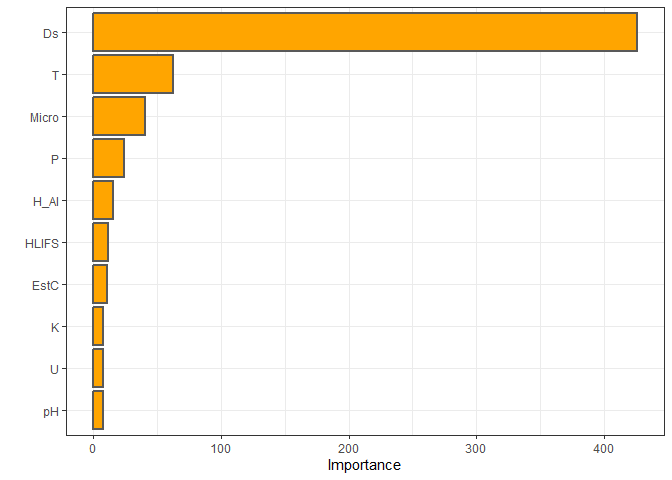 Ds
T
Micro
P
H_Al
HLIFS
EstC
K
U
pH
0 100 200 300 400
Importance